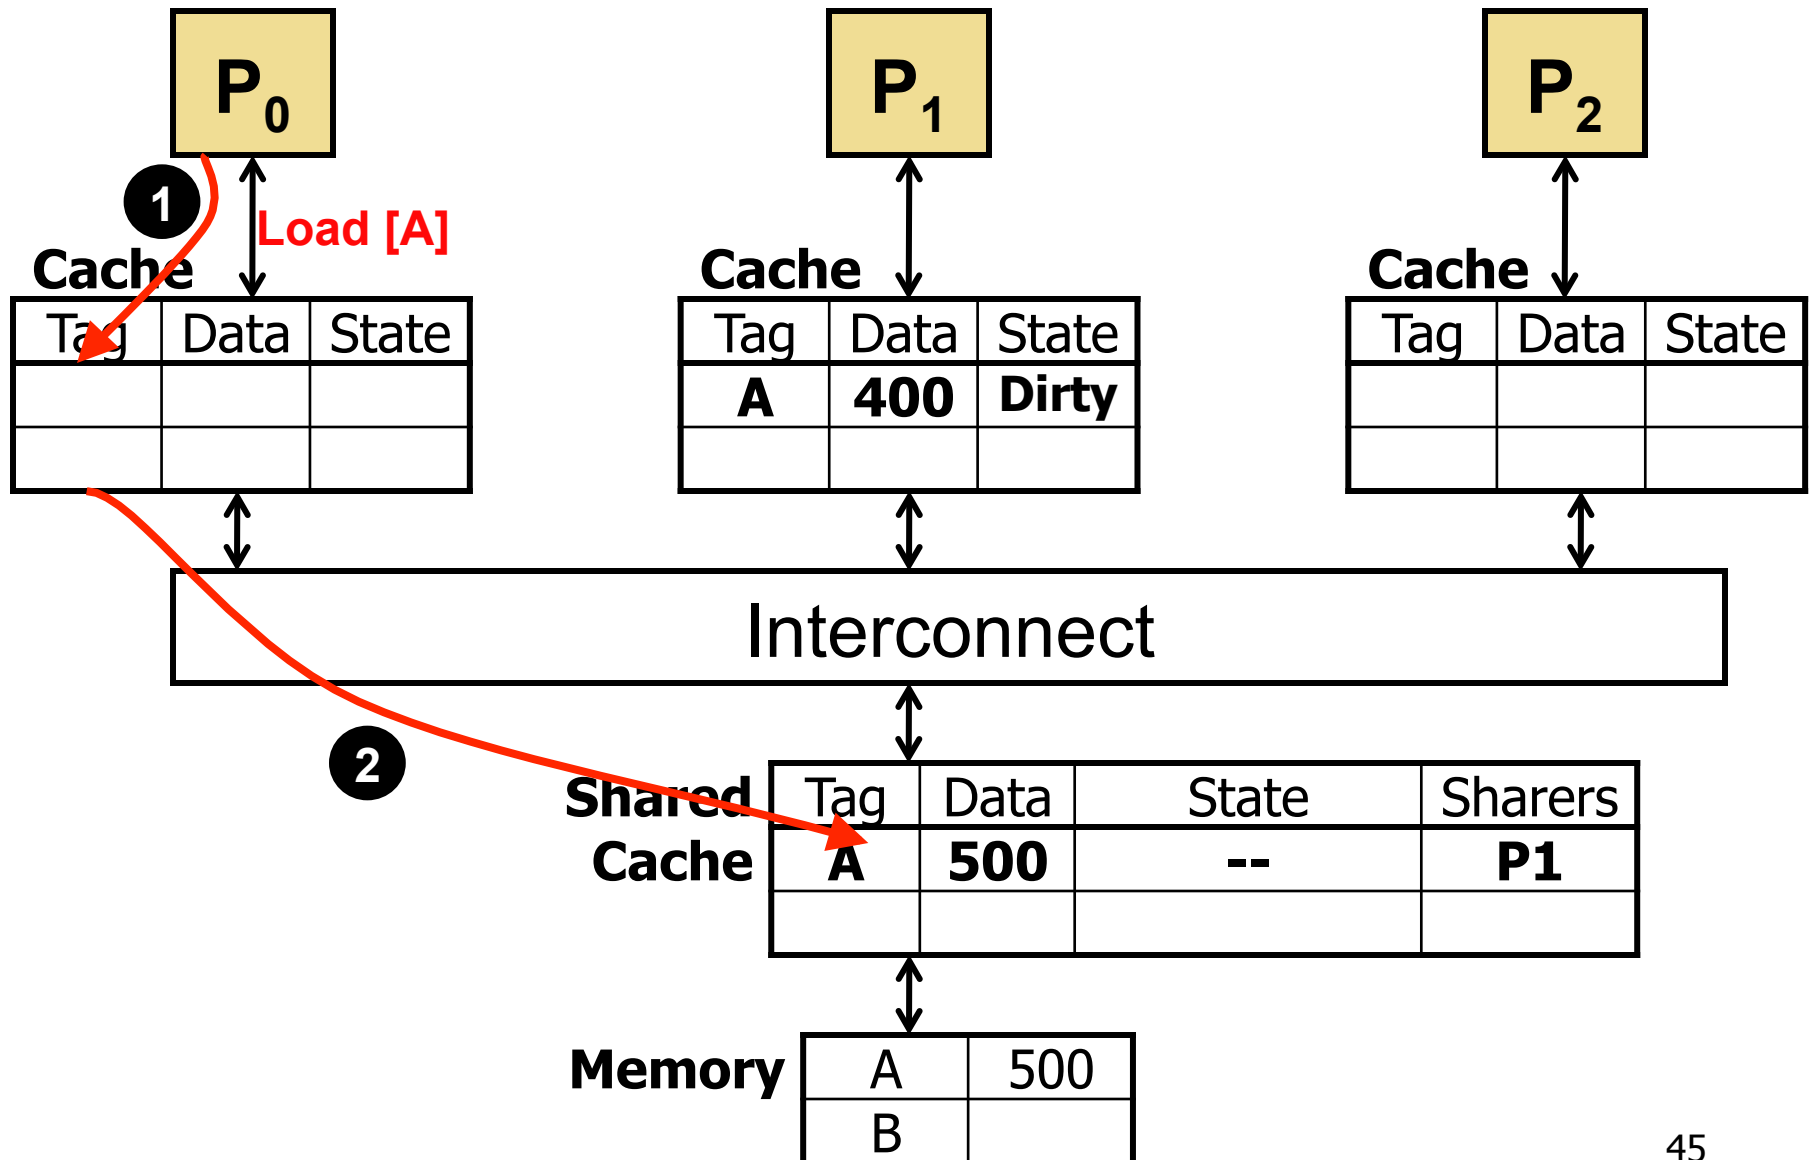 P0 P1 P2
1
Load [A]
Cache Cache Cache
Tag Data State Tag Data State Tag Data State
A 400 Dirty
Interconnect
2
Shared Tag Data State Sharers
Cache A 500 -- P1
Memory A 500
B
45